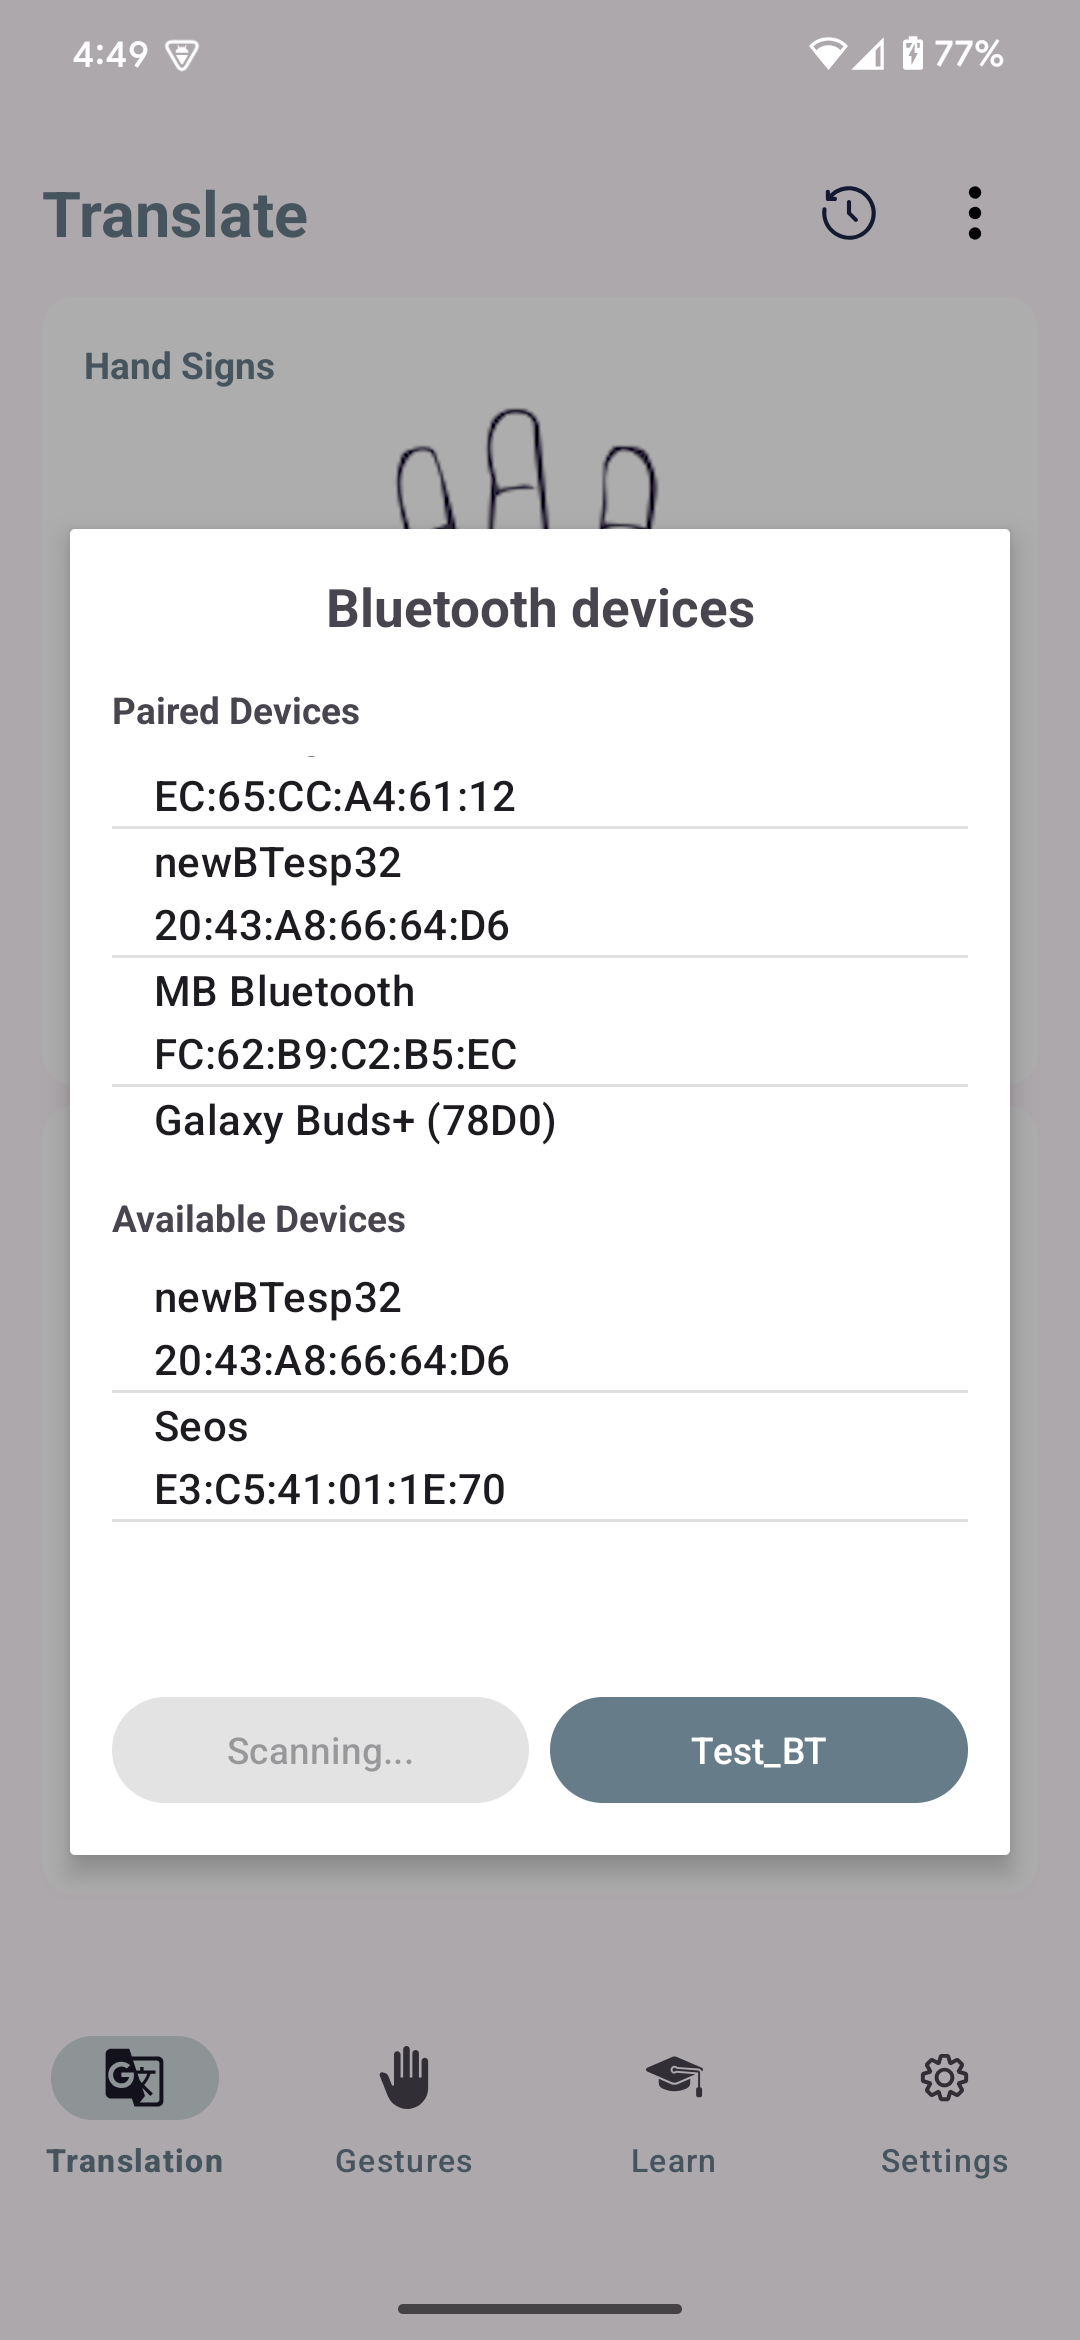 4:49
77%
Translate
Hand Signs
Bluetooth devices
Paired Devices
EC:65:CC:A4:61:12
newBTesp32
20:43:A8:66:64:D6
MB Bluetooth
FC:62:B9:C2:B5:EC
Galaxy Buds+ (78D0)
Available Devices
newBTesp32
20:43:A8:66:64:D6
Seos
E3:C5:41:01:1E:70
Scanning...
Test_BT
Translation
Gestures
Learn
Settings